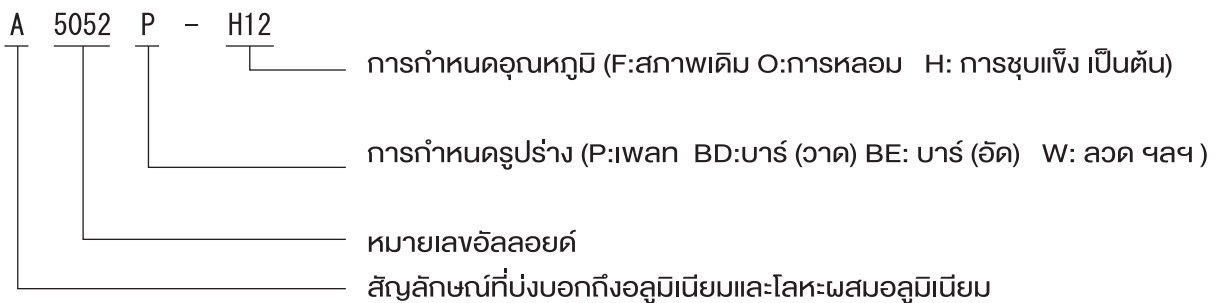 A 5052 P - H12
การกำหนดอุณหภูมิ (F:สภาพเดิม O:การหลอม H: การชุบแข็ง เป็นต้น)
การกำหนดรูปร่าง (P:เพลท BD:บาร์ (วาด) BE: บาร์ (อัด) W: ลวด ฯลฯ )
หมายเลขอัลลอยด์
สัญลักษณ์ที่บ่งบอกถึงอลูมิเนียมและโลหะผสมอลูมิเนียม